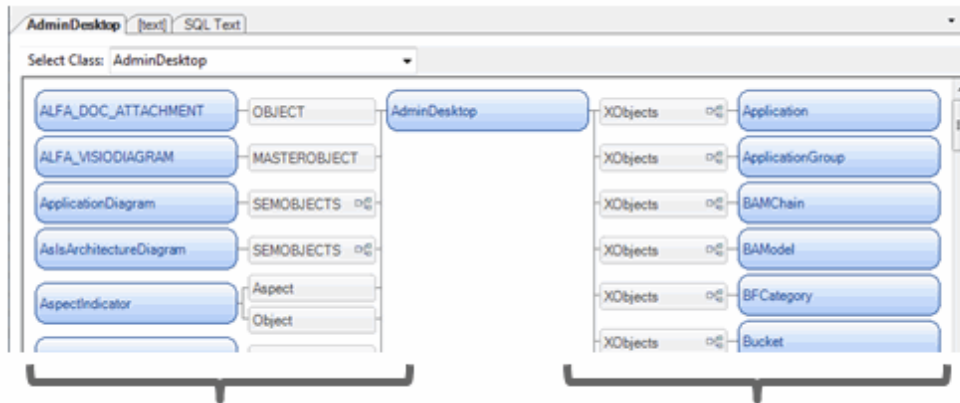 AdminDesktop [text] SQL Text
Select Class: AdminDesktop
ALFA_DOC_ATTACHMENT OBJECT AdminDesktop XObjects Application
ALFA_VISIODIAGRAM MASTEROBJECT XObjects ApplicationGroup
ApplicationDiagram SEMOBJECTS XObjects BAMChain
AsIsArchitectureDiagram SEMOBJECTS XObjects BAModel
AspectIndicator Aspect XObjects BFCategory
Object
XObjects Bucket